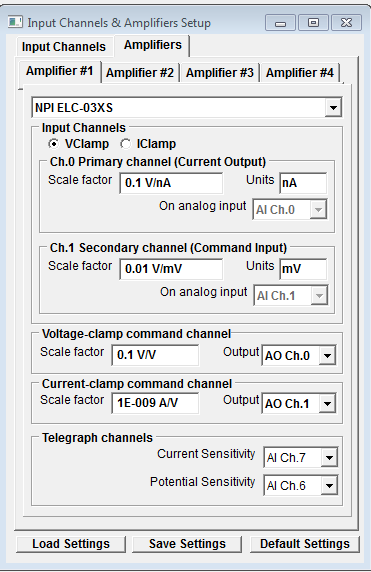 Input Channels & Amplifiers Setup
Input Channels Amplifiers
Amplifier #1 Amplifier #2 Amplifier #3 Amplifier #4
NPI ELC-03XS
Input Channels
VClamp IClamp
Ch.0 Primary channel (Current Output)
Scale factor 0.1 V/nA Units nA
On analog input AI Ch.0
Ch.1 Secondary channel (Command Input)
Scale factor 0.01 V/mV Units mV
On analog input AI Ch.1
Voltage-clamp command channel
Scale factor 0.1 V/V Output AO Ch.0
Current-clamp command channel
Scale factor 1E-009 A/V Output AO Ch.1
Telegraph channels
Current Sensitivity AI Ch.7
Potential Sensitivity AI Ch.6
Load Settings Save Settings Default Settings